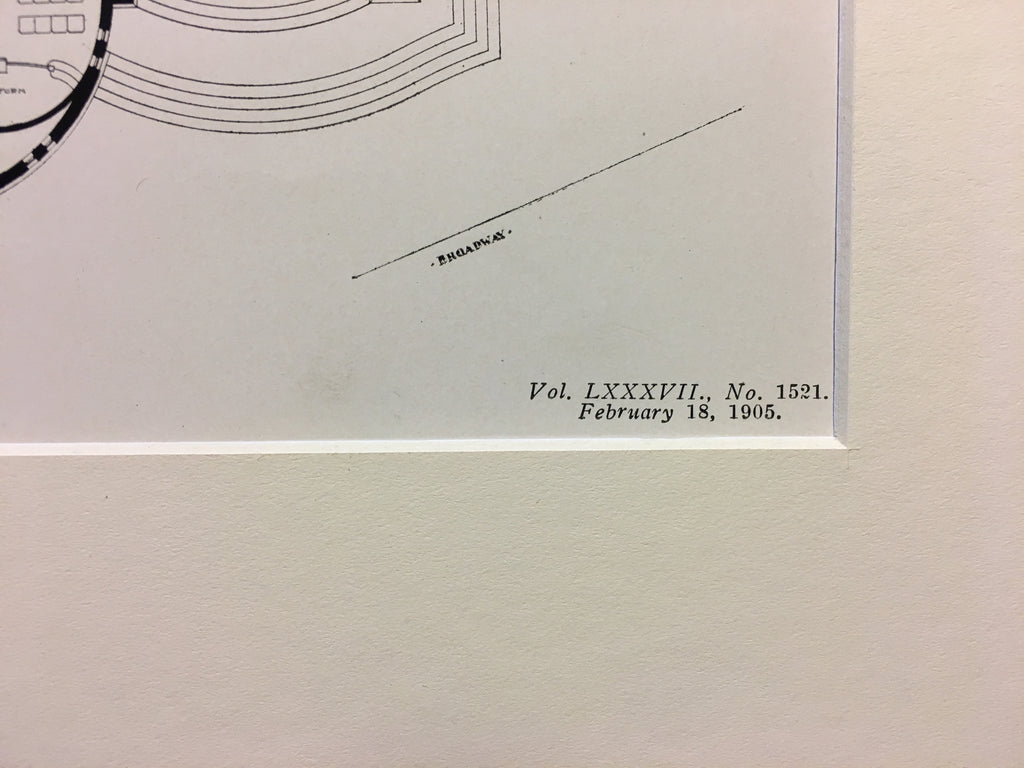 ·BROADWAY·
Vol. LXXXVII., No. 1521.
February 18, 1905.